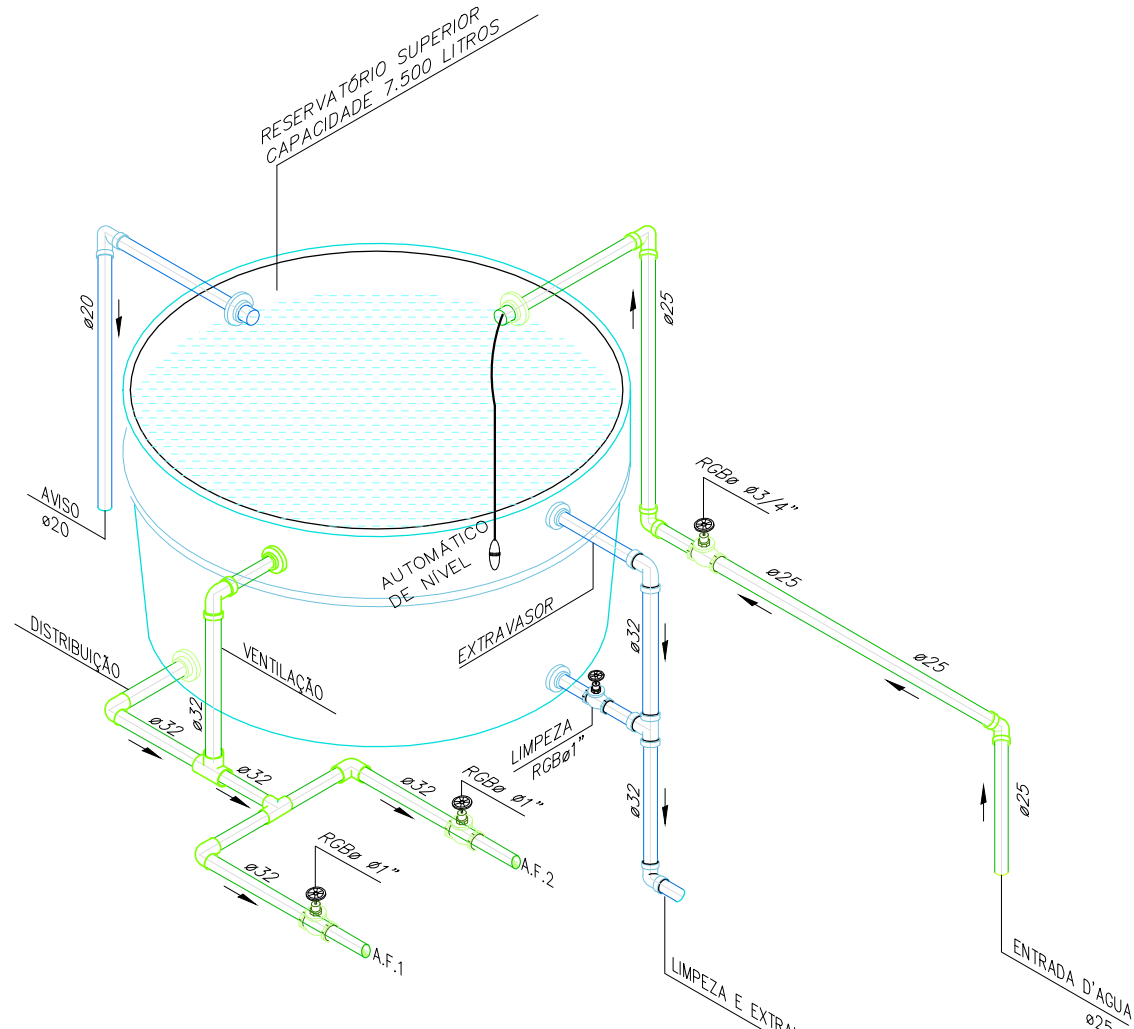 RESERVATÓRIO SUPERIOR
CAPACIDADE 7.500 LITROS
ø20
ø25
RGBø ø3/4"
AVISO
ø20
AUTOMÁTICO
DE NÍVEL
ø25
EXTRAVASOR
ø32
ø25
DISTRIBUIÇÃO
VENTILAÇÃO
ø32
ø32
LIMPEZA
RGBø1"
ø32
ø32
RGBø ø1"
ø32
ø25
RGBø ø1"
ø32
A.F.2
A.F.1
ENTRADA D'AGUA
ø25
LIMPEZA E